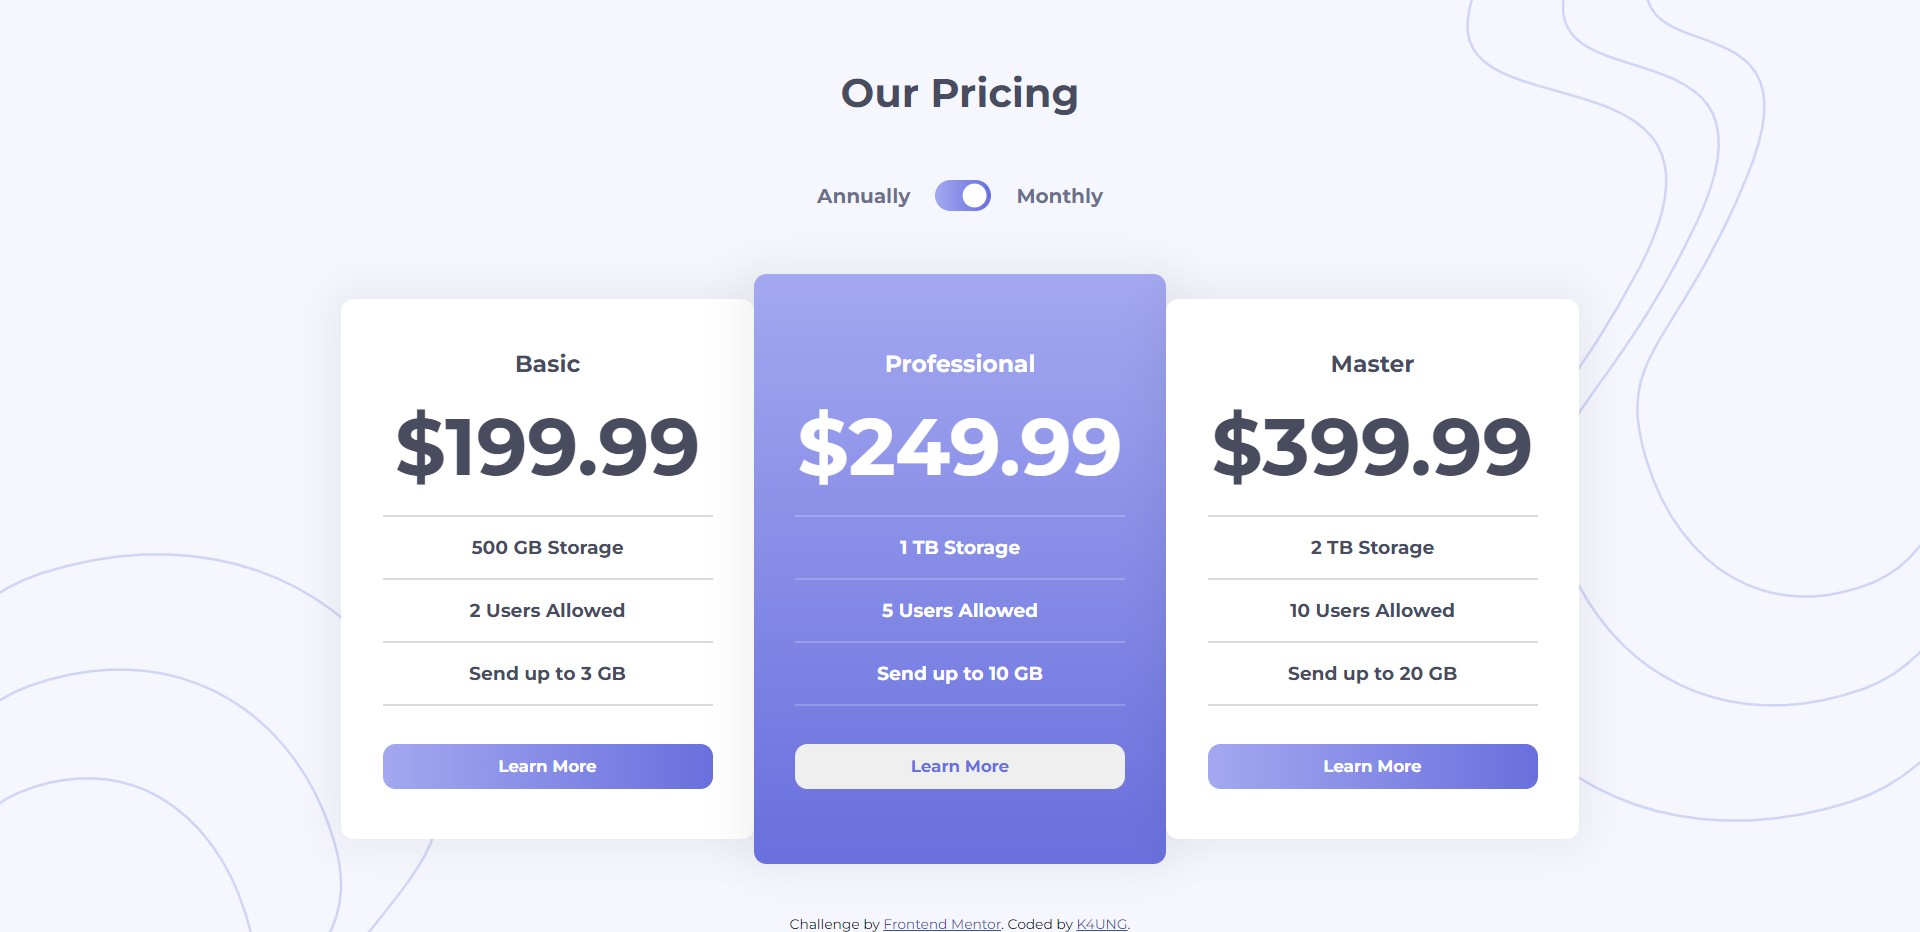 Our Pricing
Annually Monthly
Basic
$199.99
500 GB Storage
2 Users Allowed
Send up to 3 GB
Learn More
Professional
$249.99
1 TB Storage
5 Users Allowed
Send up to 10 GB
Learn More
Master
$399.99
2 TB Storage
10 Users Allowed
Send up to 20 GB
Learn More
Challenge by Frontend Mentor. Coded by K4UNG.